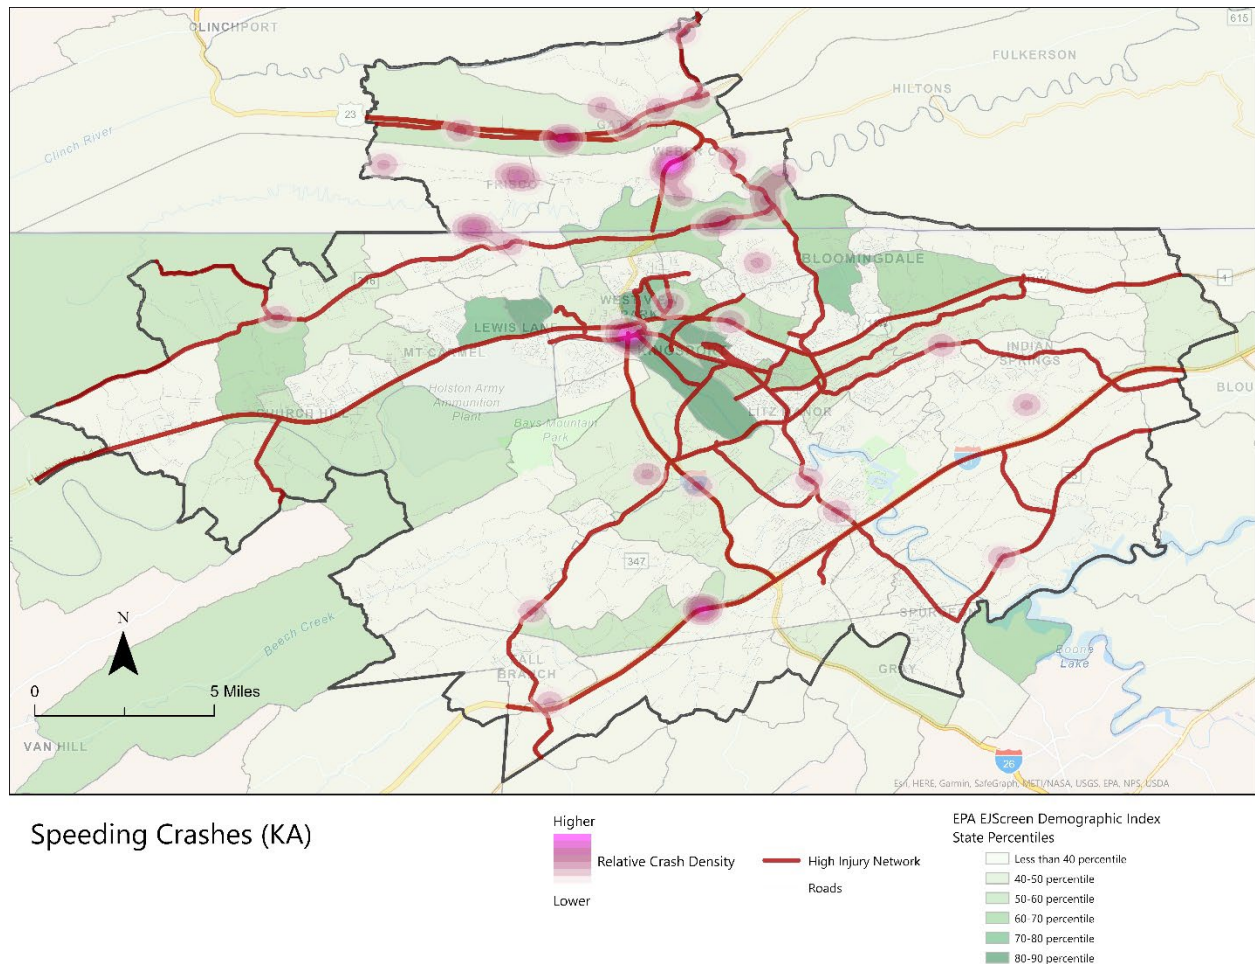 CLINCHPORT
615
FULKERSON
HILTONS
23
Clinch River
FRISCO
BLOOMINGDALE
1
LEWIS LANE
MT CARMEL
INDIAN
SPRINGS
Holston Army
Ammunition
Plant
Bays Mountain
Park
LITZ MANOR
CHURCH HILL
347
Beech Creek
GRAY
Boone
Lake
N
0
5 Miles
VAN HILL
26
Esri, HERE, Garmin, SafeGraph, METI/NASA, USGS, EPA, NPS, USDA
Speeding Crashes (KA)
Higher
Relative Crash Density
Lower
High Injury Network
Roads
EPA EJScreen Demographic Index
State Percentiles
Less than 40 percentile
40-50 percentile
50-60 percentile
60-70 percentile
70-80 percentile
80-90 percentile